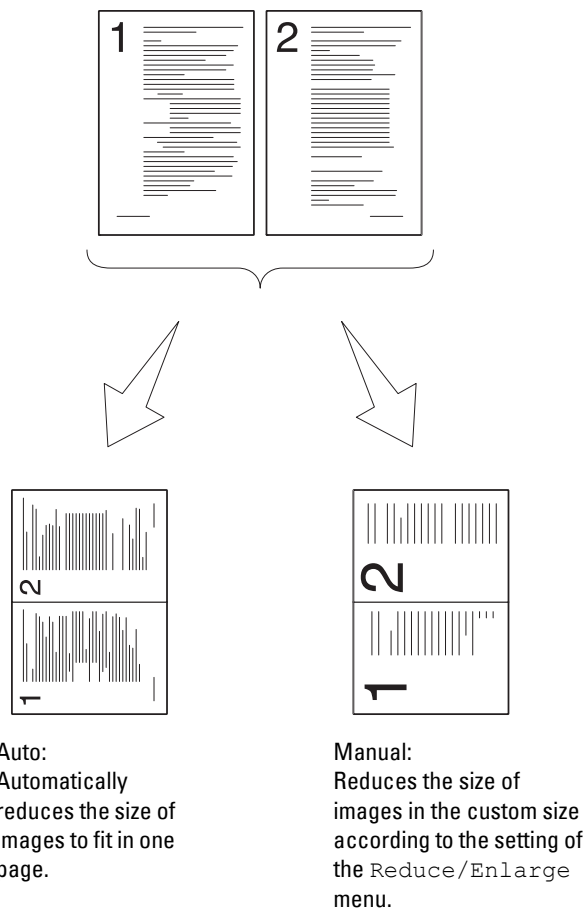 1
2
2
1
2
1
Auto:
Automatically
reduces the size of
images to fit in one
page.
Manual:
Reduces the size of
images in the custom size
according to the setting of
the Reduce/Enlarge
menu.